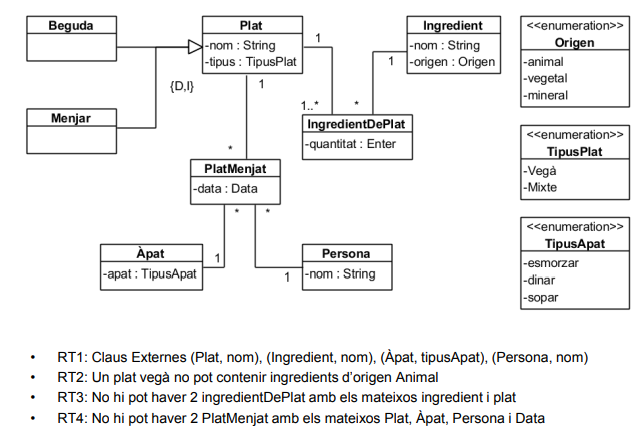 Beguda
Plat
-nom : String
-tipus : TipusPlat
Ingredient
-nom : String
-origen : Origen
<<enumeration>>
Origen
-animal
-vegetal
-mineral
1
1
{D,I}
1
Menjar
1..*
*
IngredientDePlat
-quantitat : Enter
<<enumeration>>
TipusPlat
-Vegà
-Mixte
*
PlatMenjat
-data : Data
*
*
<<enumeration>>
TipusApat
-esmorzar
-dinar
-sopar
Àpat
-apat : TipusApat
1
1
Persona
-nom : String
• RT1: Claus Externes (Plat, nom), (Ingredient, nom), (Àpat, tipusApat), (Persona, nom)
• RT2: Un plat vegà no pot contenir ingredients d'origen Animal
• RT3: No hi pot haver 2 ingredientDePlat amb els mateixos ingredient i plat
• RT4: No hi pot haver 2 PlatMenjat amb els mateixos Plat, Àpat, Persona i Data